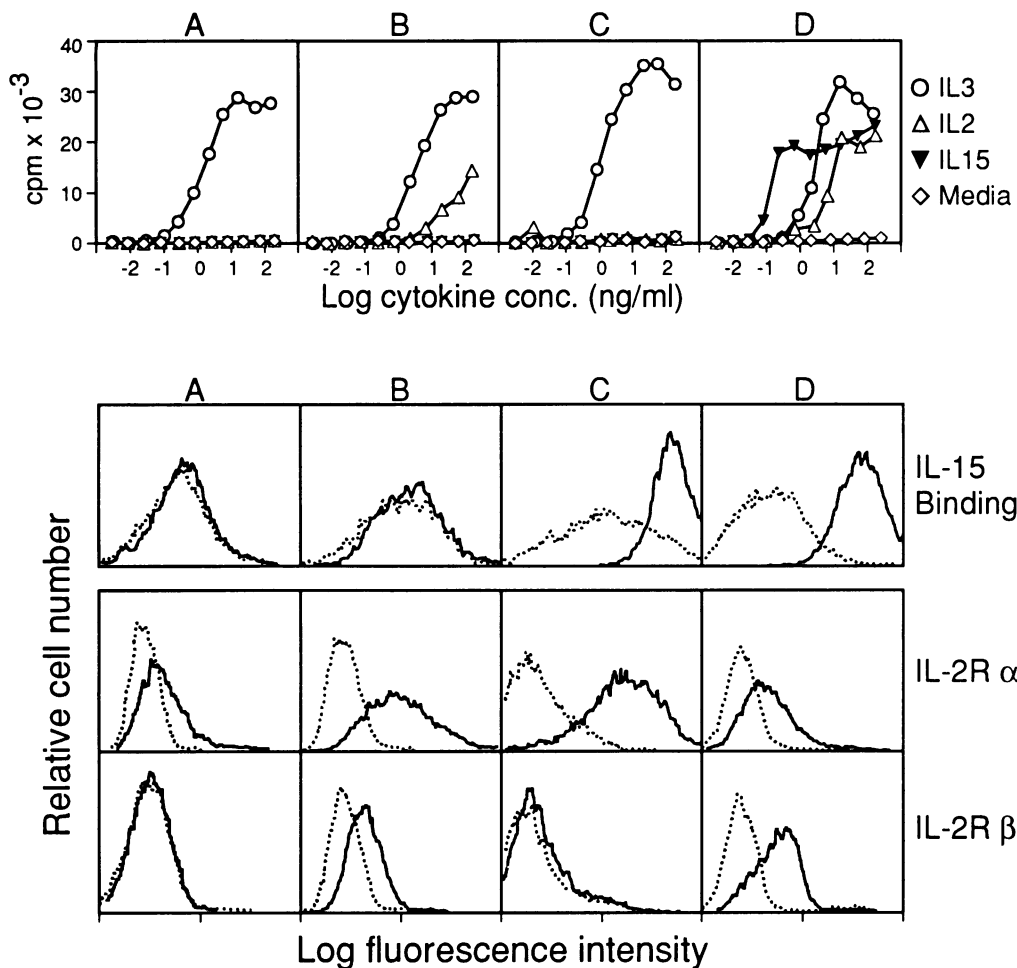 A B C D
cpm x 10-3
40
30
20
10
0
-2 -1 0 1 2 -2 -1 0 1 2 -2 -1 0 1 2 -2 -1 0 1 2
Log cytokine conc. (ng/ml)
IL3
IL2
IL15
Media
A B C D
Relative cell number
IL-15
Binding
IL-2R α
IL-2R β
Log fluorescence intensity